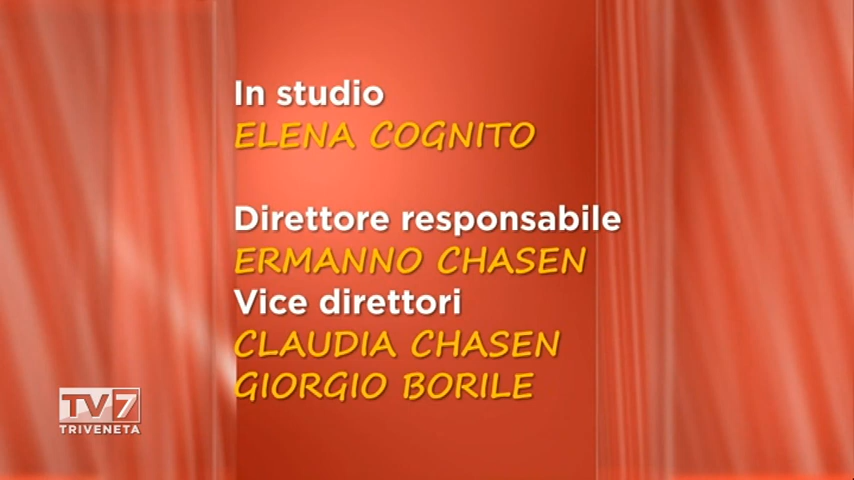 In studio
ELENA COGNITO
Direttore responsabile
ERMANNO CHASEN
Vice direttori
CLAUDIA CHASEN
GIORGIO BORILE
TV7
TRIVENETA